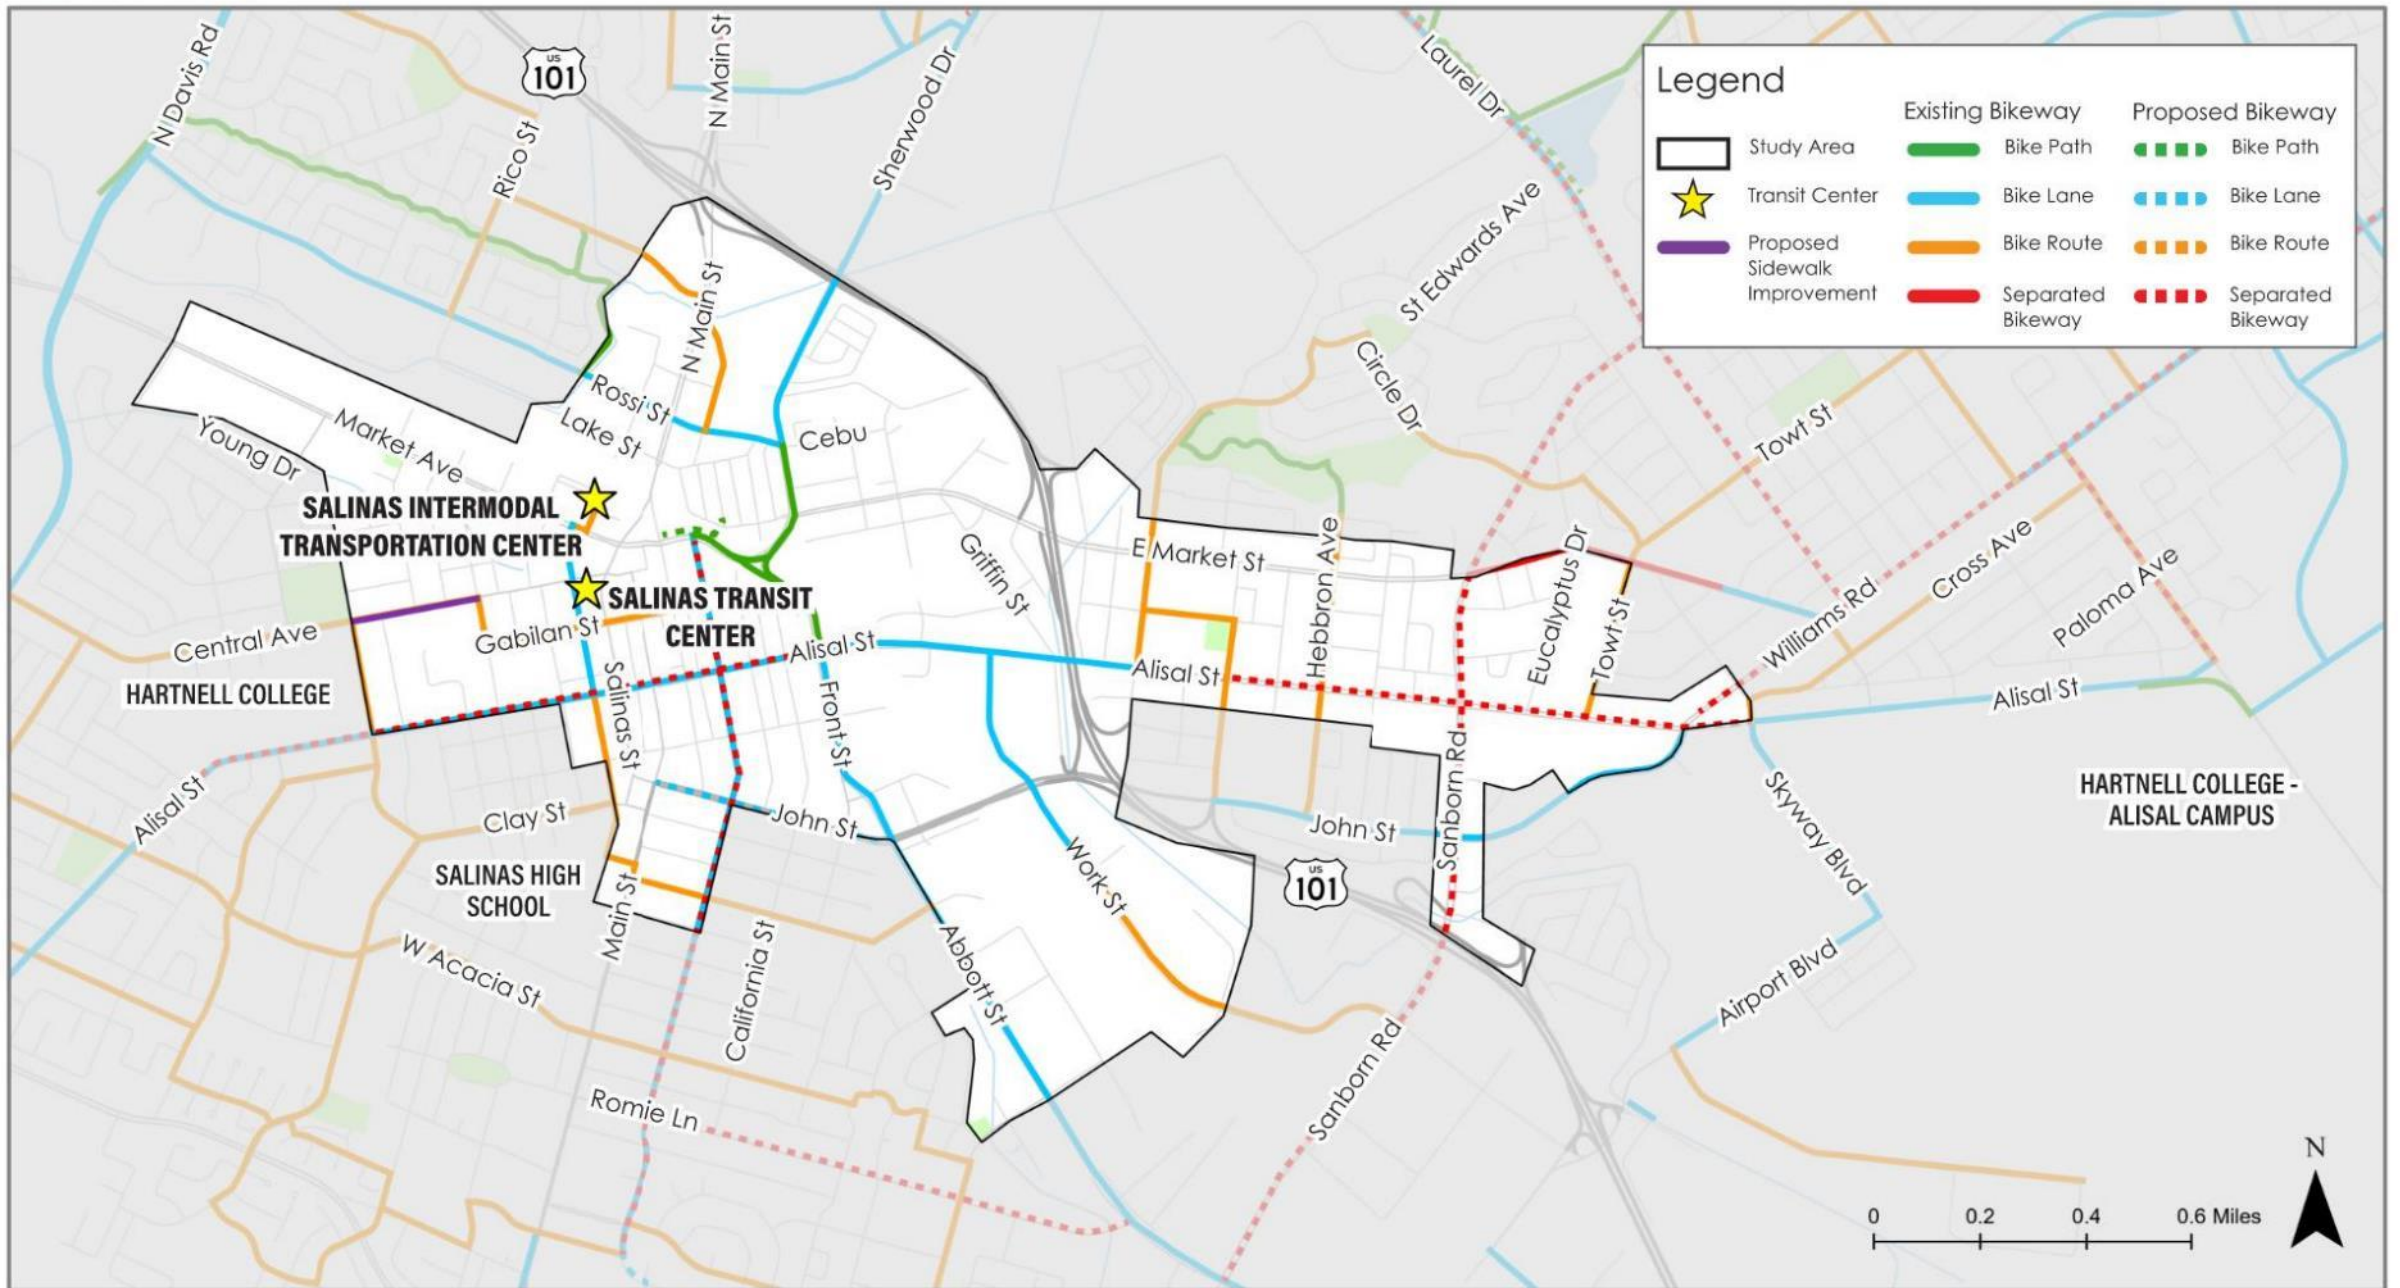 N Davis Rd
US
101
N Main St
Sherwood Dr
Laurel Dr
Legend
Study Area
Transit Center
Proposed
Sidewalk
Improvement
Existing Bikeway
Bike Path
Bike Lane
Bike Route
Separated
Bikeway
Proposed Bikeway
Bike Path
Bike Lane
Bike Route
Separated
Bikeway
Rico St
St Edwards Ave
N Main St
Circle Dr
Rossi St
Lake St
Cebu
Market Ave
Young Dr
Towt St
SALINAS INTERMODAL
TRANSPORTATION CENTER
Griffin St
E Market St
Hebbron Ave
Eucalyptus Dr
Towt St
Cross Ave
Paloma Ave
Williams Rd
SALINAS TRANSIT
CENTER
Central Ave
Gabilan St
Alisal St
Alisal St
HARTNELL COLLEGE
Salinas St
Front St
Alisal St
Alisal St
John St
John St
Sanborn Rd
Skyway Blvd
HARTNELL COLLEGE -
ALISAL CAMPUS
Clay St
SALINAS HIGH
SCHOOL
Main St
Work St
US
101
W Acacia St
California St
Abbott St
Airport Blvd
Romie Ln
Sanborn Rd
N
0
0.2
0.4
0.6 Miles